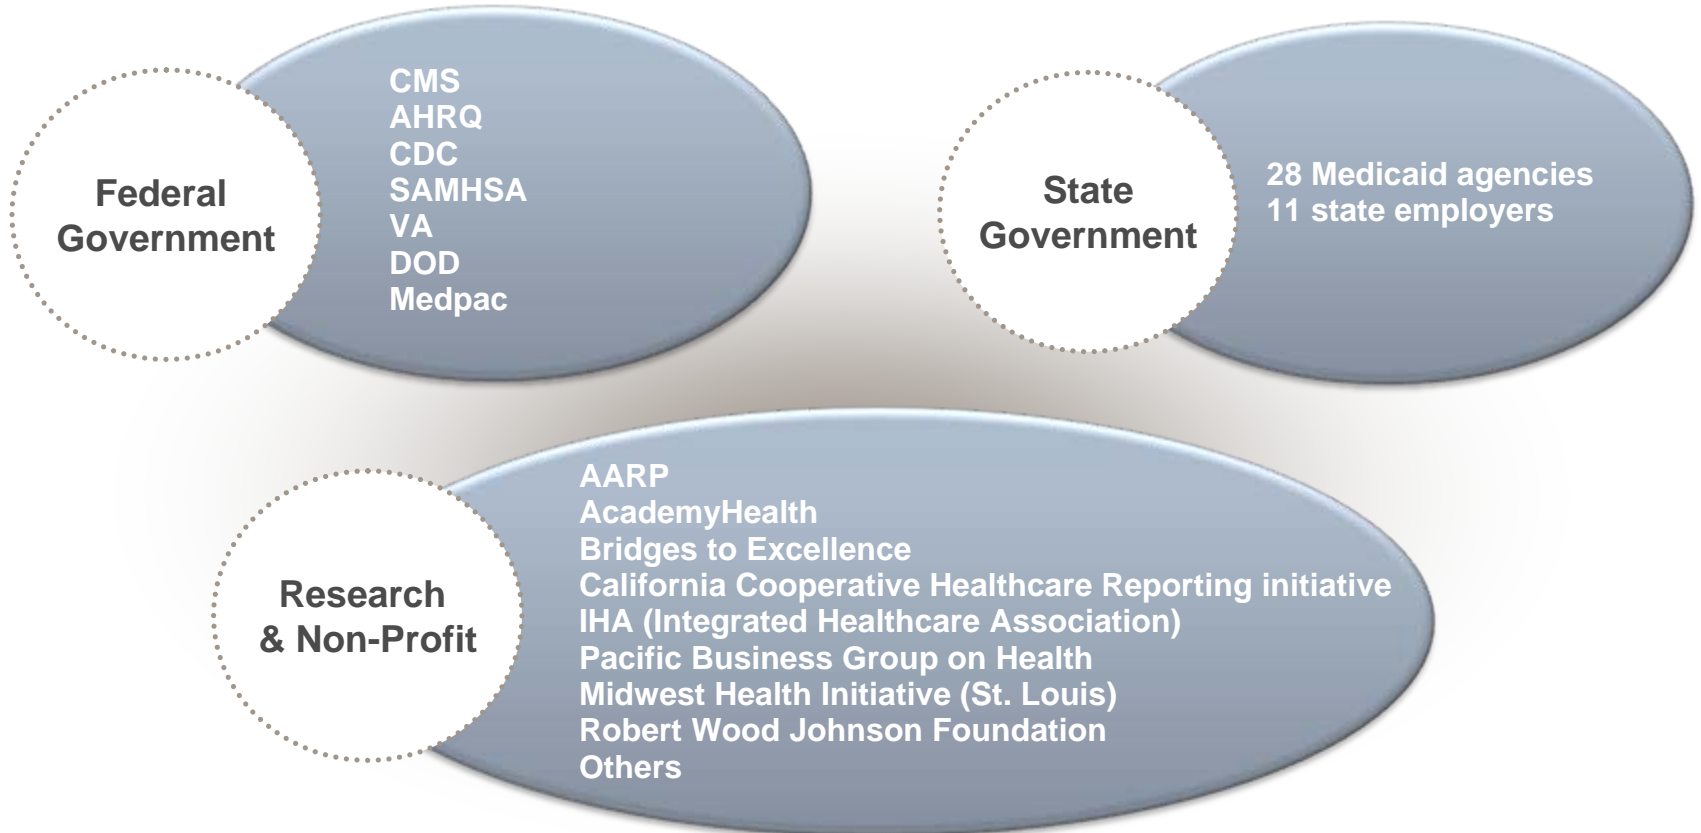 Federal
Government
CMS
AHRQ
CDC
SAMHSA
VA
DOD
Medpac
State
Government
28 Medicaid agencies
11 state employers
Research
& Non-Profit
AARP
AcademyHealth
Bridges to Excellence
California Cooperative Healthcare Reporting initiative
IHA (Integrated Healthcare Association)
Pacific Business Group on Health
Midwest Health Initiative (St. Louis)
Robert Wood Johnson Foundation
Others